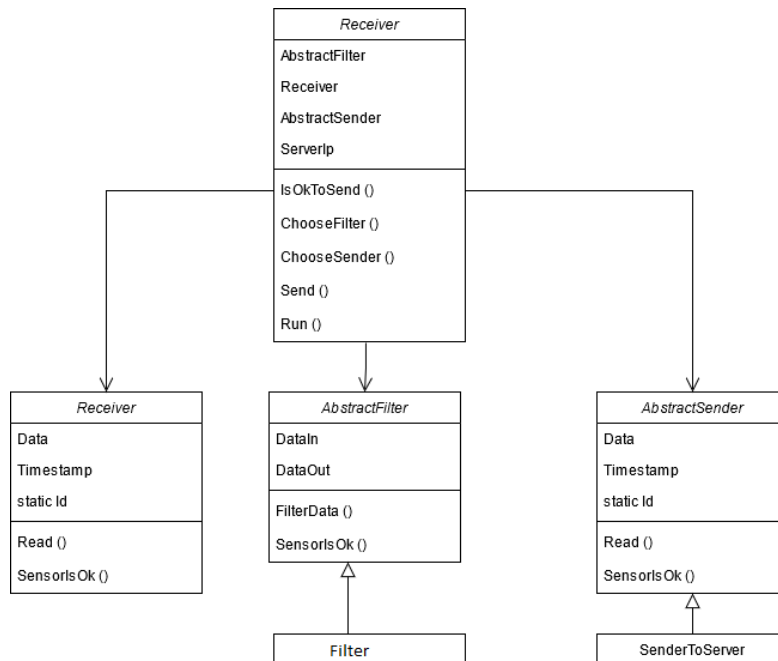 Receiver
AbstractFilter
Receiver
AbstractSender
ServerIp
IsOkToSend ()
ChooseFilter ()
ChooseSender ()
Send ()
Run ()
Receiver
Data
Timestamp
static Id
Read ()
SensorIsOk ()
AbstractFilter
DataIn
DataOut
FilterData ()
SensorIsOk ()
Filter
AbstractSender
Data
Timestamp
static Id
Read ()
SensorIsOk ()
SenderToServer